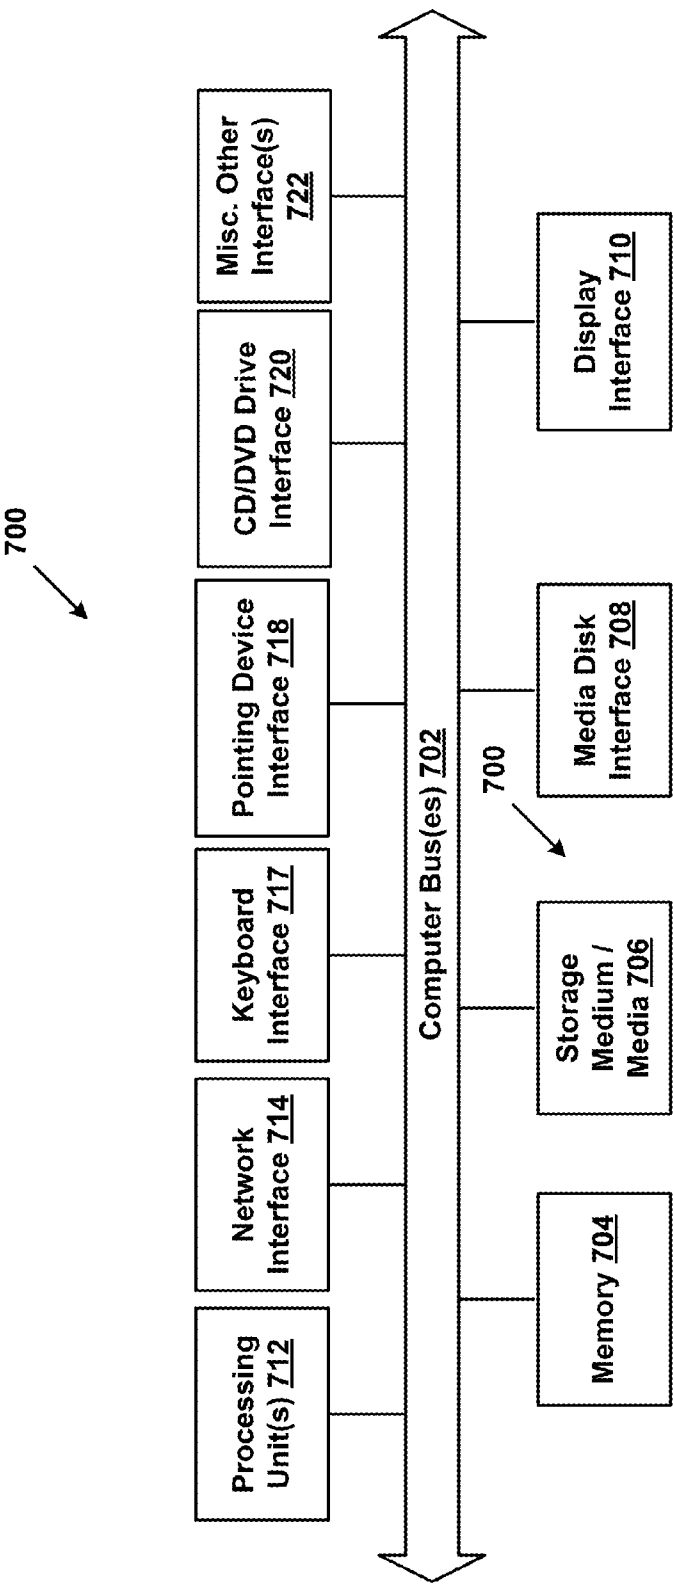 700
Processing
Unit(s) 712
Network
Interface 714
Keyboard
Interface 717
Pointing Device
Interface 718
CD/DVD Drive
Interface 720
Misc. Other
Interface(s)
722
Computer Bus(es) 702
700
Memory 704
Storage
Medium /
Media 706
Media Disk
Interface 708
Display
Interface 710